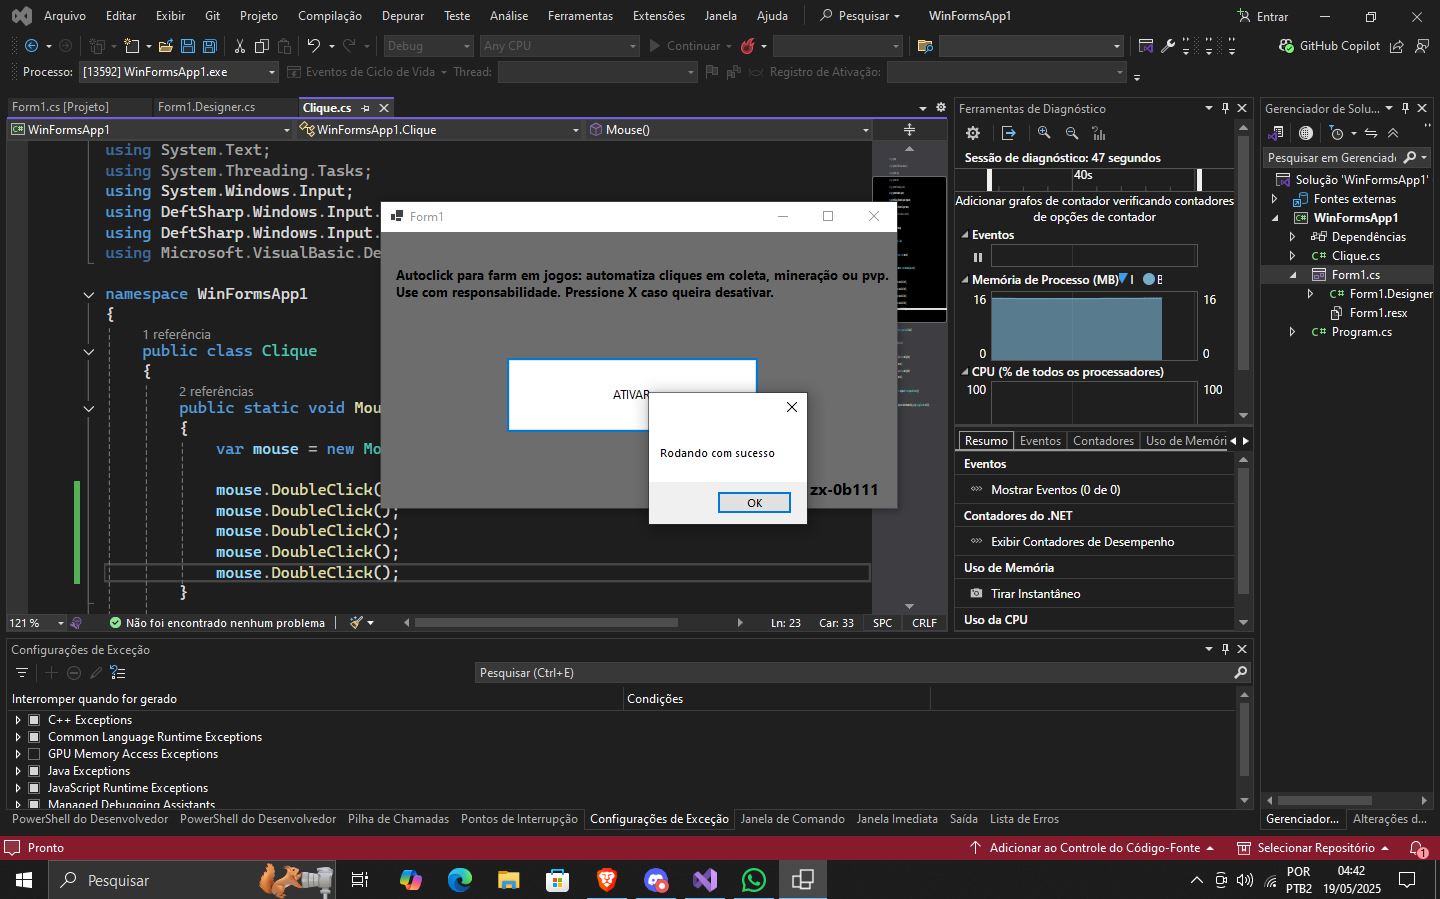 Arquivo Editar Exibir Git Projeto Compilação Depurar Teste Análise Ferramentas Extensões Janela Ajuda Pesquisar WinFormsApp1 Entrar
Debug Any CPU Continuar GitHub Copilot
Processo: [13592] WinFormsApp1.exe Eventos de Ciclo de Vida Thread: Registro de Ativação:
Form1.cs [Projeto] Form1.Designer.cs Clique.cs
WinFormsApp1 WinFormsApp1.Clique Mouse()
using System.Text;
using System.Threading.Tasks;
using System.Windows.Input;
using DeftSharp.Windows.Input.
using DeftSharp.Windows.Input.
using Microsoft.VisualBasic.De
namespace WinFormsApp1
{
1 referência
public class Clique
{
2 referências
public static void Mou
{
var mouse = new Mo
mouse.DoubleClick(
mouse.DoubleClick();
mouse.DoubleClick();
mouse.DoubleClick();
mouse.DoubleClick();
}
121 % Não foi encontrado nenhum problema Ln: 23 Car: 33 SPC CRLF
Form1
Autoclick para farm em jogos: automatiza cliques em coleta, mineração ou pvp.
Use com responsabilidade. Pressione X caso queira desativar.
ATIVAR
zx-0b111
Rodando com sucesso
OK
Ferramentas de Diagnóstico
Sessão de diagnóstico: 47 segundos
40s
Adicionar grafos de contador verificando contadores
de opções de contador
Eventos
Memória de Processo (MB) I B
16 16
0 0
CPU (% de todos os processadores)
100 100
Resumo Eventos Contadores Uso de Memóri
Eventos
Mostrar Eventos (0 de 0)
Contadores do .NET
Exibir Contadores de Desempenho
Uso de Memória
Tirar Instantâneo
Uso da CPU
Gerenciador de Solu...
Pesquisar em Gerenciado
Solução 'WinFormsApp1'
Fontes externas
WinFormsApp1
Dependências
Clique.cs
Form1.cs
Form1.Designer
Form1.resx
Program.cs
Gerenciador... Alterações d...
Configurações de Exceção
Pesquisar (Ctrl+E)
Interromper quando for gerado Condições
C++ Exceptions
Common Language Runtime Exceptions
GPU Memory Access Exceptions
Java Exceptions
JavaScript Runtime Exceptions
Managed Debugging Assistants
PowerShell do Desenvolvedor PowerShell do Desenvolvedor Pilha de Chamadas Pontos de Interrupção Configurações de Exceção Janela de Comando Janela Imediata Saída Lista de Erros
Pronto Adicionar ao Controle do Código-Fonte Selecionar Repositório 1
Pesquisar
POR
PTB2
04:42
19/05/2025